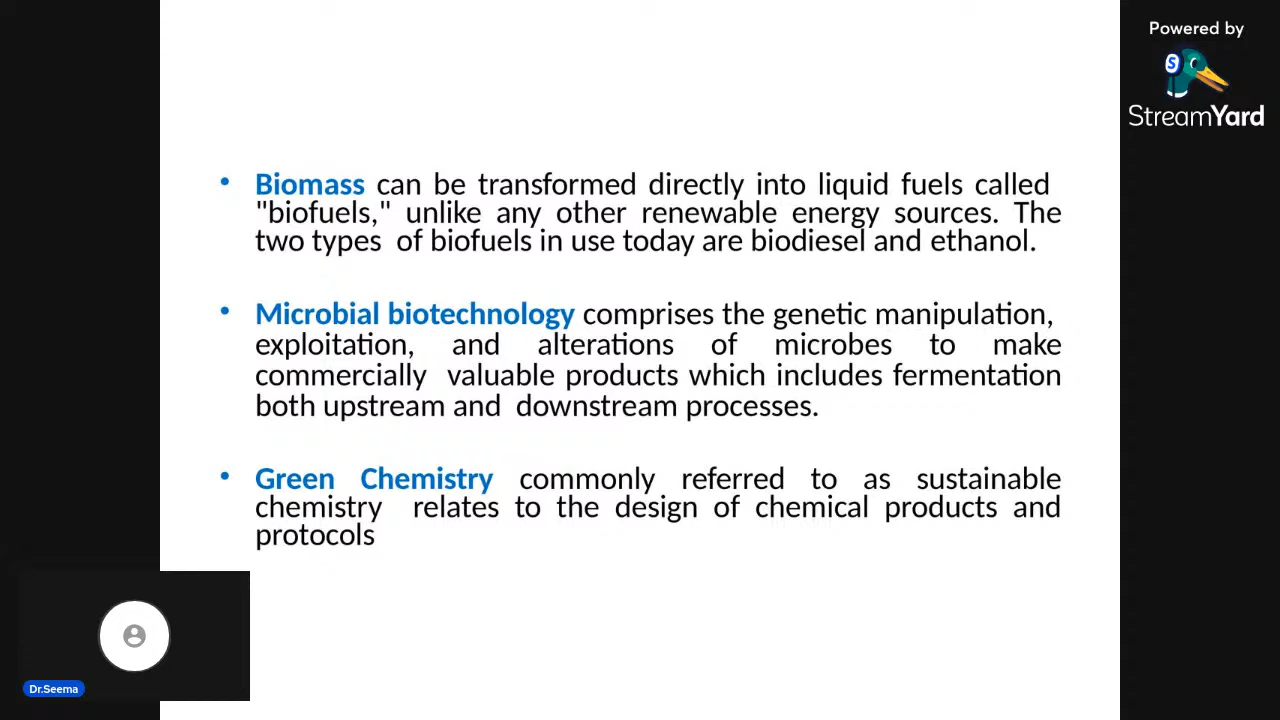 Powered by
S
StreamYard
• Biomass can be transformed directly into liquid fuels called
"biofuels," unlike any other renewable energy sources. The
two types of biofuels in use today are biodiesel and ethanol.
• Microbial biotechnology comprises the genetic manipulation,
exploitation, and alterations of microbes to make
commercially valuable products which includes fermentation
both upstream and downstream processes.
• Green Chemistry commonly referred to as sustainable
chemistry relates to the design of chemical products and
protocols
Dr.Seema